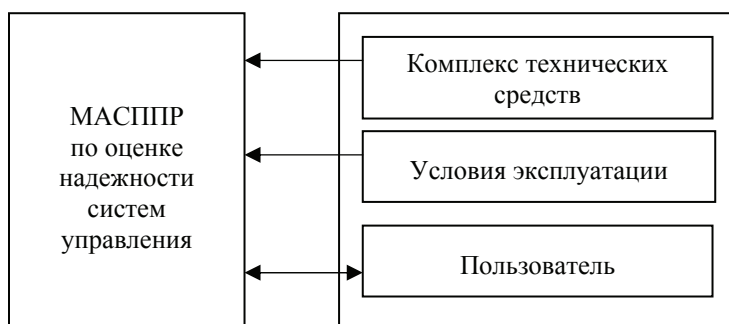 МАСППР
по оценке
надежности
систем
управления
Комплекс технических
средств
Условия эксплуатации
Пользователь